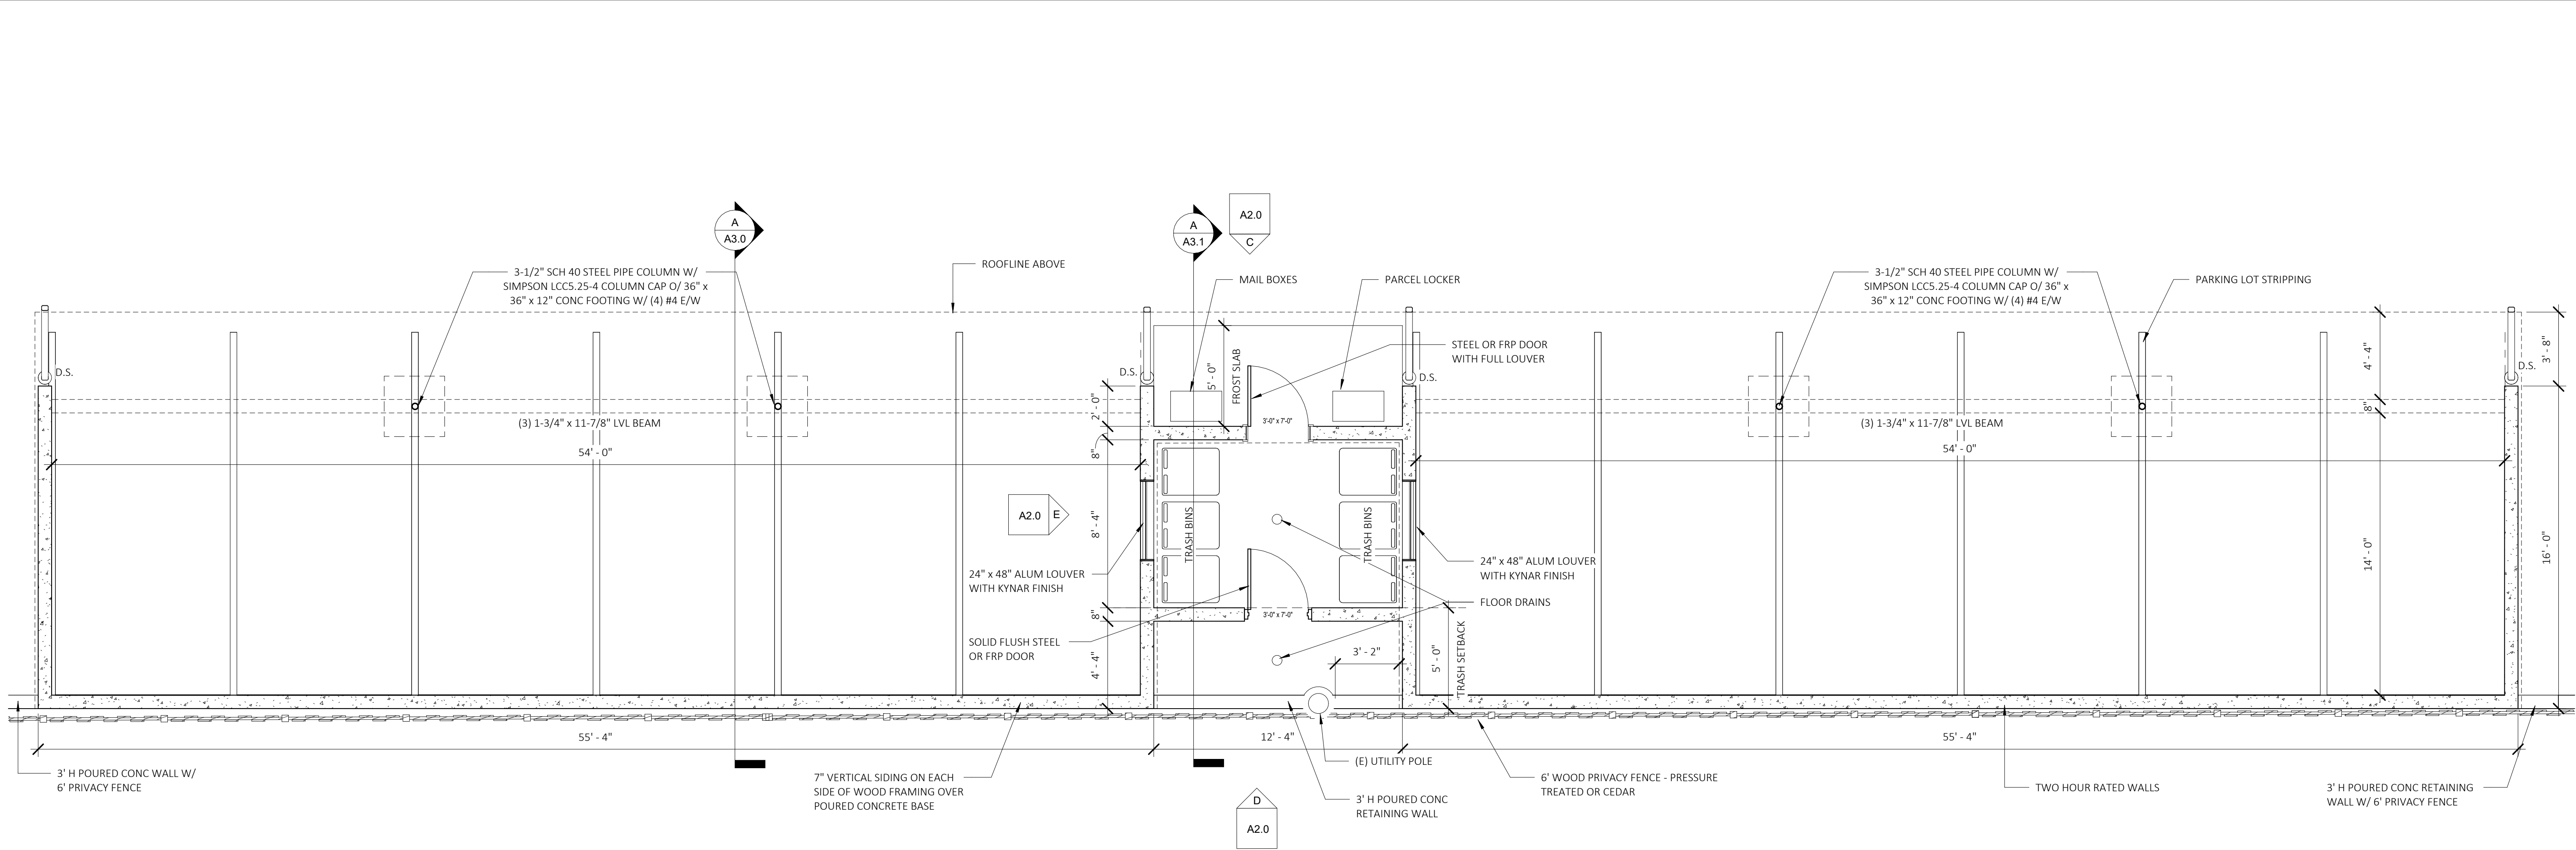 A
A3.0
A
A3.1
A2.0
C
3-1/2" SCH 40 STEEL PIPE COLUMN W/
SIMPSON LCC5.25-4 COLUMN CAP O/ 36" x
36" x 12" CONC FOOTING W/ (4) #4 E/W
ROOFLINE ABOVE
MAIL BOXES
PARCEL LOCKER
3-1/2" SCH 40 STEEL PIPE COLUMN W/
SIMPSON LCC5.25-4 COLUMN CAP O/ 36" x
36" x 12" CONC FOOTING W/ (4) #4 E/W
PARKING LOT STRIPPING
STEEL OR FRP DOOR
WITH FULL LOUVER
D.S.
D.S.
D.S.
D.S.
5' - 0"
FROST SLAB
4' - 4"
3' - 8"
2' - 0"
8"
3'-0" x 7'-0"
(3) 1-3/4" x 11-7/8" LVL BEAM
(3) 1-3/4" x 11-7/8" LVL BEAM
54' - 0"
54' - 0"
8"
A2.0
E
8' - 4"
TRASH BINS
TRASH BINS
14' - 0"
16' - 0"
24" x 48" ALUM LOUVER
WITH KYNAR FINISH
24" x 48" ALUM LOUVER
WITH KYNAR FINISH
FLOOR DRAINS
8"
3'-0" x 7'-0"
SOLID FLUSH STEEL
OR FRP DOOR
4' - 4"
3' - 2"
5' - 0"
TRASH SETBACK
55' - 4"
12' - 4"
55' - 4"
3' H POURED CONC WALL W/
6' PRIVACY FENCE
7" VERTICAL SIDING ON EACH
SIDE OF WOOD FRAMING OVER
POURED CONCRETE BASE
(E) UTILITY POLE
3' H POURED CONC
RETAINING WALL
6' WOOD PRIVACY FENCE - PRESSURE
TREATED OR CEDAR
TWO HOUR RATED WALLS
3' H POURED CONC RETAINING
WALL W/ 6' PRIVACY FENCE
D
A2.0